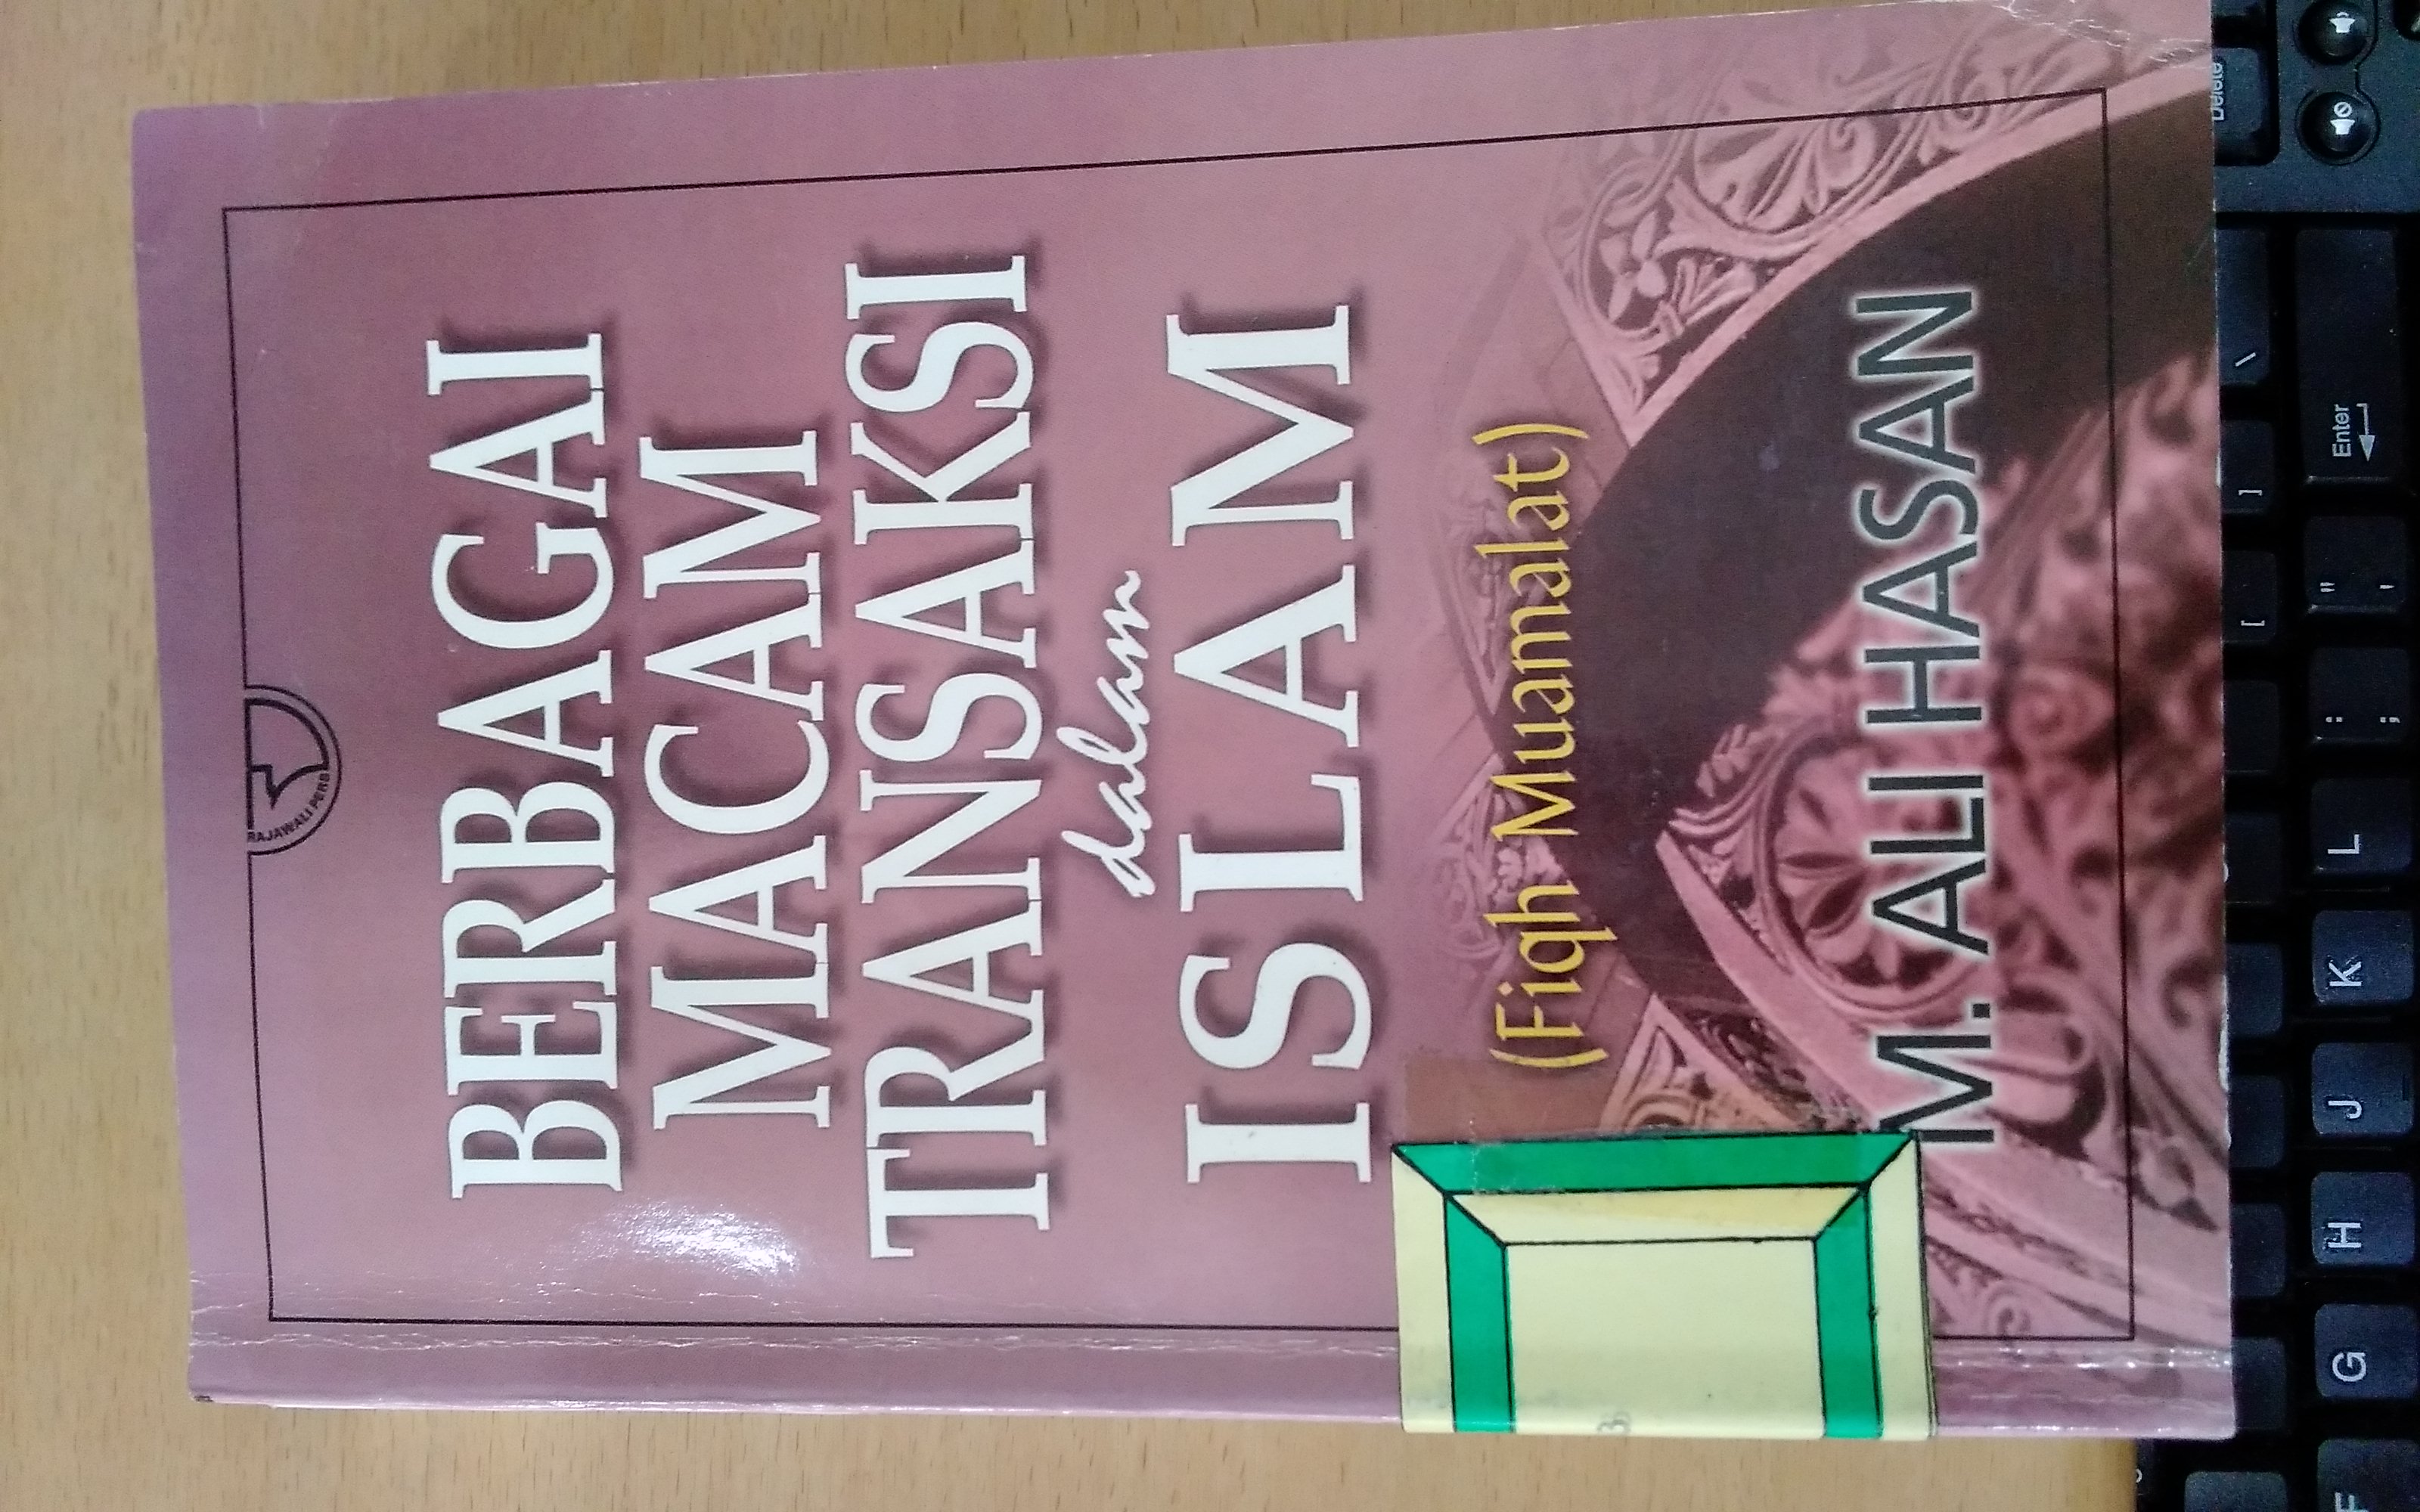 RAJAWALI PERS
BERBAGAI
MACAM
TRANSAKSI
dalam
ISLAM
(Fiqh Muamalat)
M. ALI HASAN
Delete
\
Enter
]
[
"
'
:
;
L
K
J
H
G
F